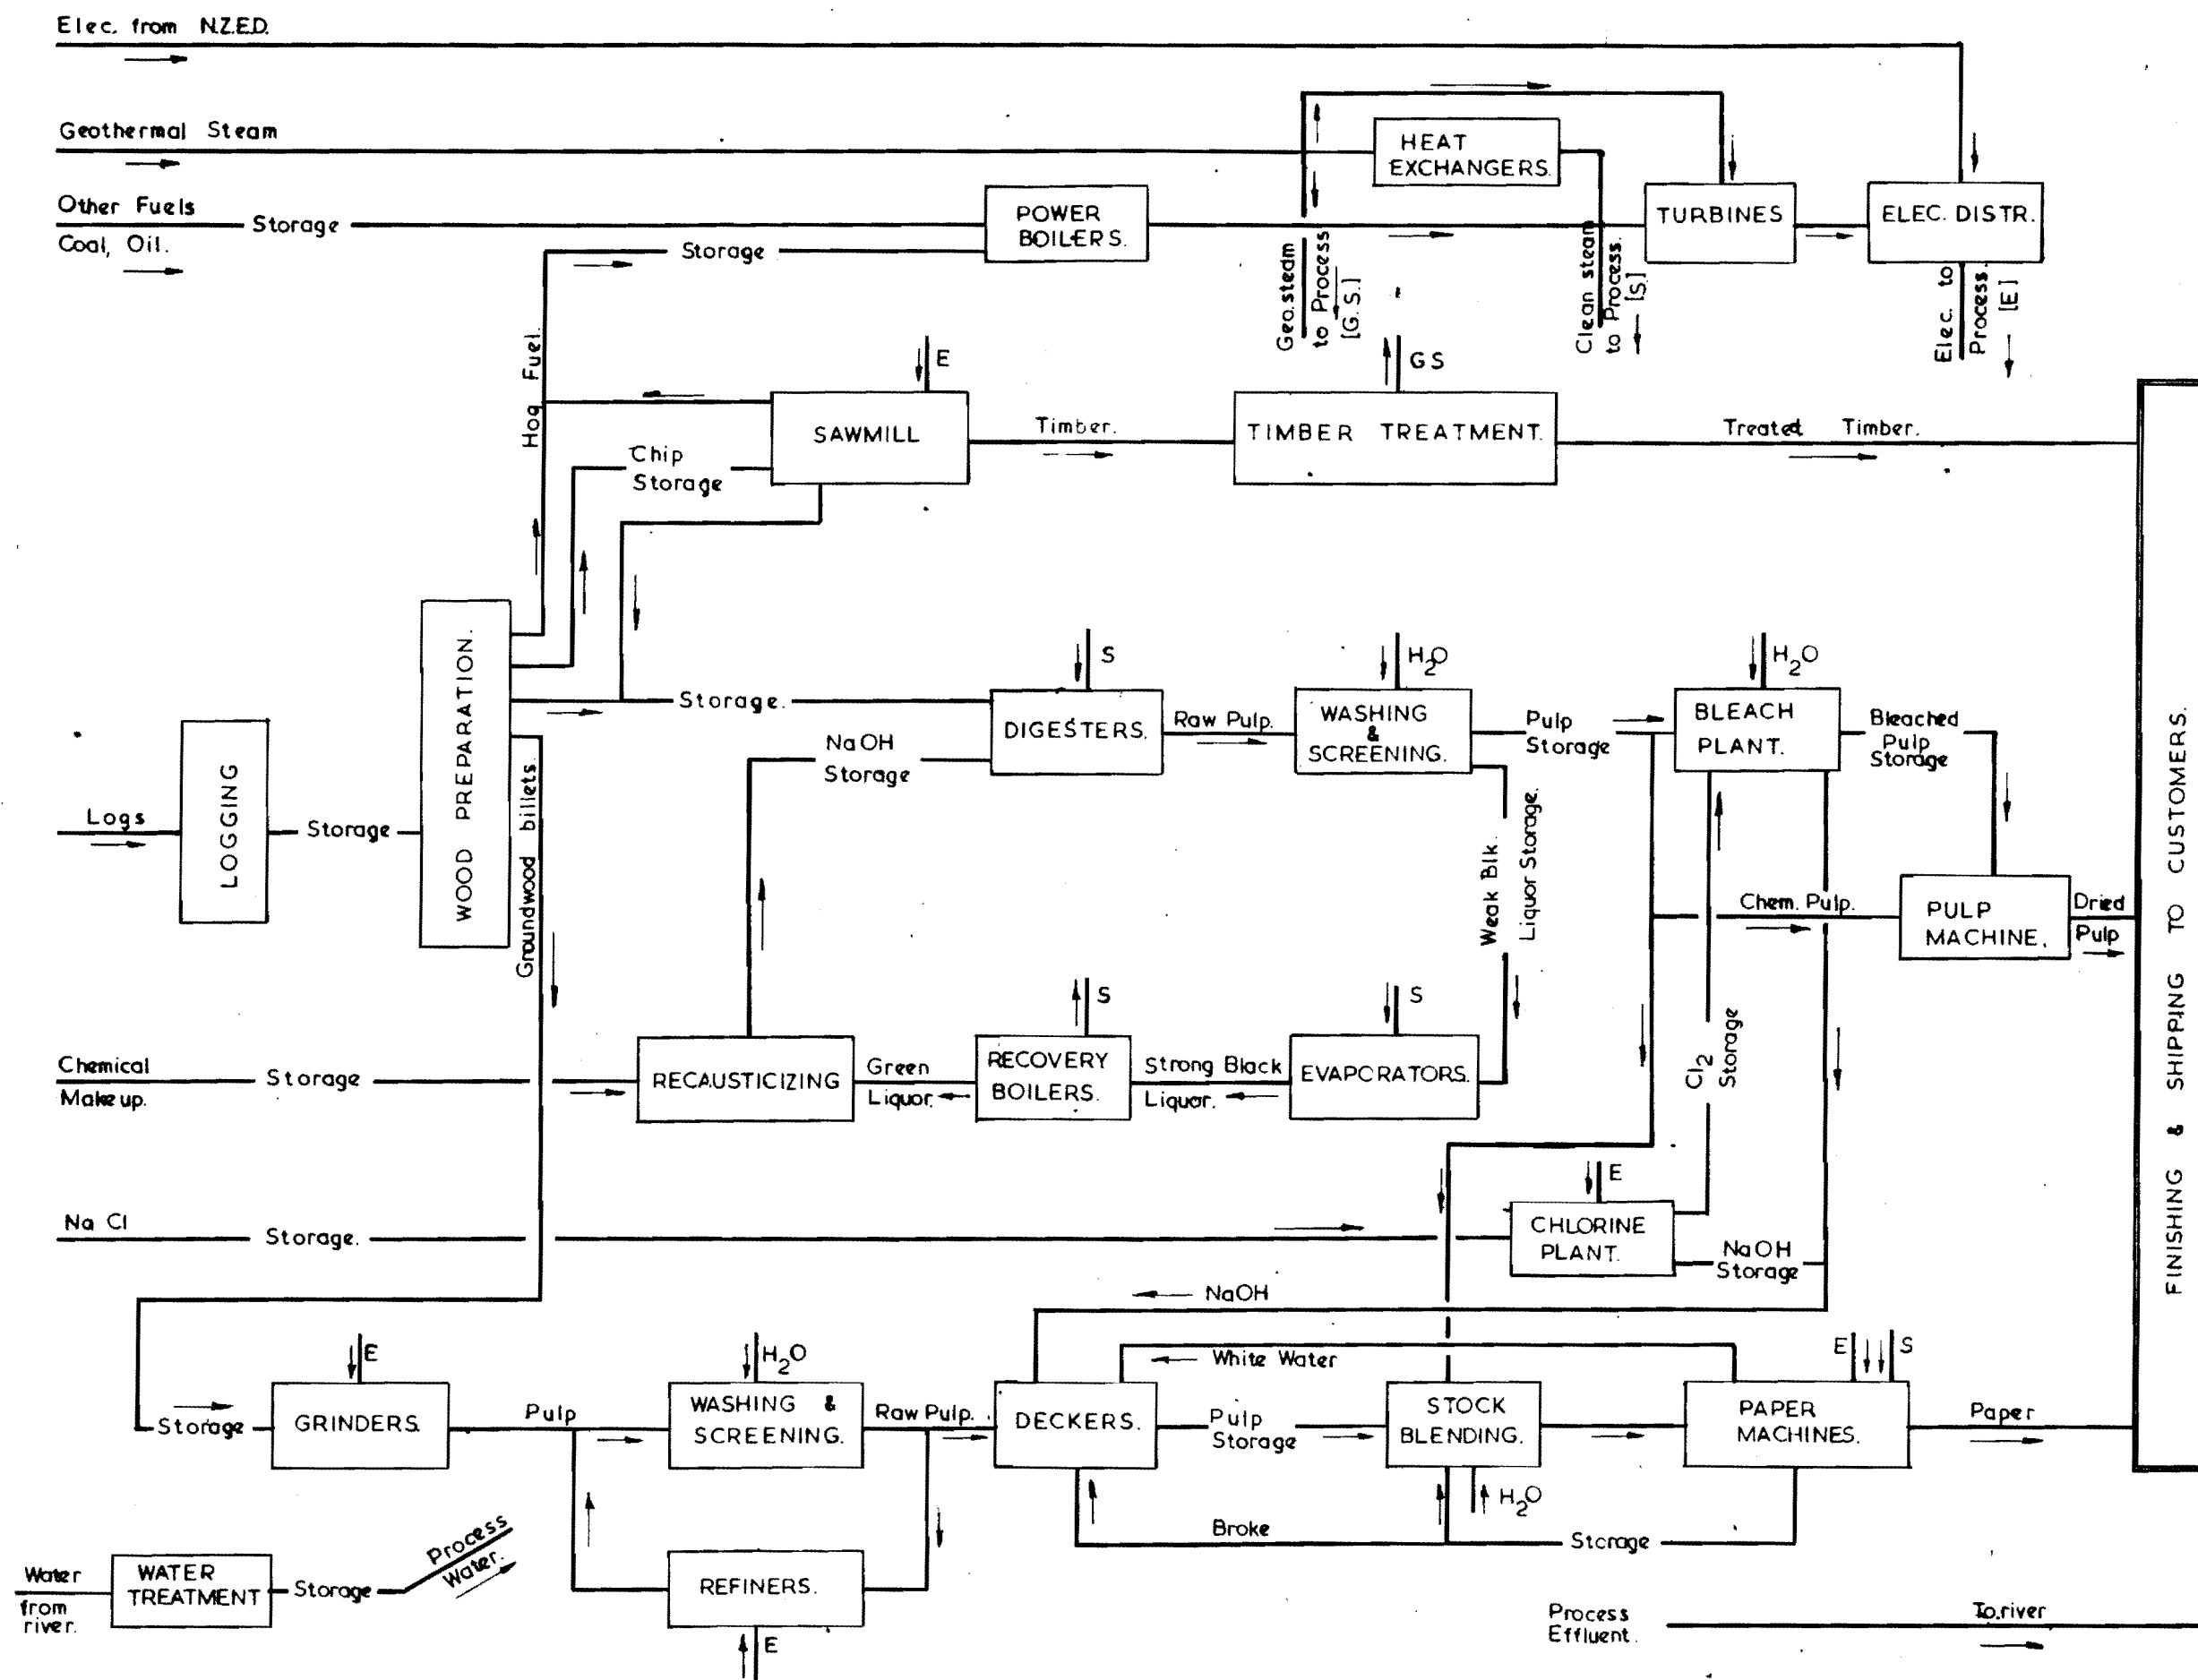 Elec. from N.Z.E.D.
Geothermal Steam
HEAT
EXCHANGERS.
Other Fuels
Coal, Oil.
Storage
Storage
POWER
BOILERS.
TURBINES
ELEC. DISTR.
Geo.steam
to Process
[G.S.]
Clean steam
to Process.
[S]
Elec. to
Process.
[E]
Hog Fuel.
E
SAWMILL
Chip
Storage
Timber.
GS
TIMBER TREATMENT.
Treated Timber.
Logs
LOGGING
Storage
WOOD PREPARATION.
Groundwood billets.
Storage.
S
DIGESTERS.
NaOH
Storage
Raw Pulp.
H2O
WASHING
&
SCREENING.
Pulp
Storage
H2O
BLEACH
PLANT.
Bleached
Pulp
Storage
Weak Blk.
Liquor Storage.
Chem. Pulp.
PULP
MACHINE.
Dried
Pulp
FINISHING & SHIPPING TO CUSTOMERS.
Chemical
Make up.
Storage
RECAUSTICIZING
Green
Liquor.
S
RECOVERY
BOILERS.
Strong Black
Liquor.
S
EVAPORATORS.
Cl2
Storage
Na Cl
Storage.
E
CHLORINE
PLANT.
NaOH
Storage
NaOH
White Water
E
Storage
GRINDERS.
Pulp
H2O
WASHING &
SCREENING.
Raw Pulp.
DECKERS.
Pulp
Storage
STOCK
BLENDING.
H2O
E
S
PAPER
MACHINES.
Paper
Broke
Storage
REFINERS.
E
Water
from
river.
WATER
TREATMENT
Storage
Process
Water.
Process
Effluent.
To river